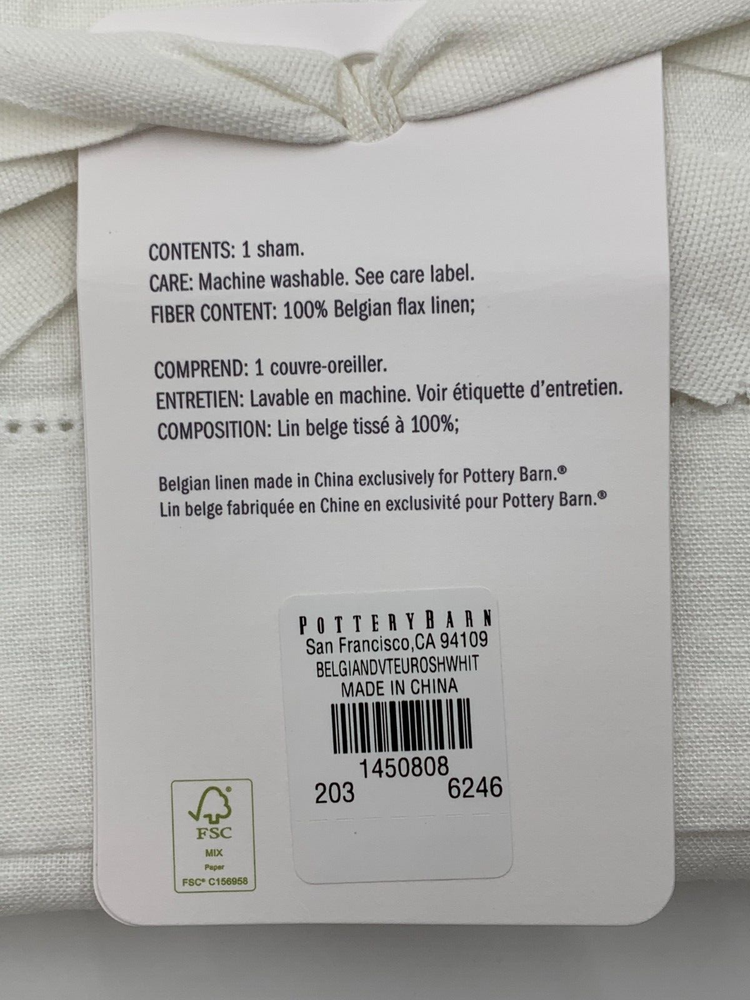 CONTENTS: 1 sham.
CARE: Machine washable. See care label.
FIBER CONTENT: 100% Belgian flax linen;
COMPREND: 1 couvre-oreiller.
ENTRETIEN: Lavable en machine. Voir étiquette d'entretien.
COMPOSITION: Lin belge tissé à 100%;
Belgian linen made in China exclusively for Pottery Barn.®
Lin belge fabriquée en Chine en exclusivité pour Pottery Barn.®
POTTERY BARN
San Francisco,CA 94109
BELGIANDVTEUROSHWHIT
MADE IN CHINA
1450808
203 6246
FSC
MIX
Paper
FSC® C156958